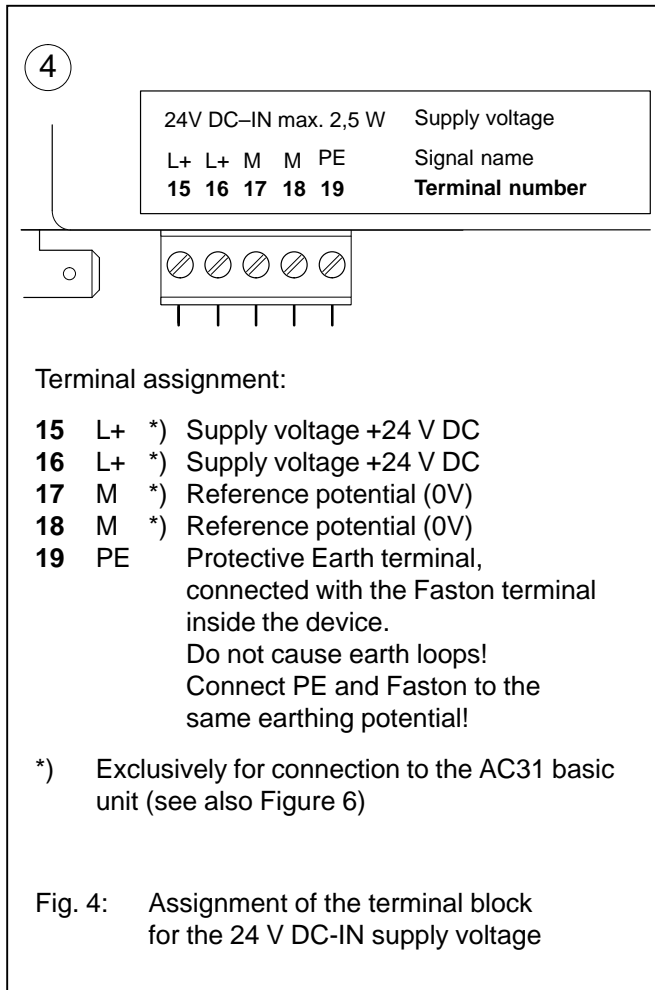 4
24V DC–IN max. 2,5 W Supply voltage
L+ L+ M M PE Signal name
15 16 17 18 19 Terminal number
Terminal assignment:
15 L+ *) Supply voltage +24 V DC
16 L+ *) Supply voltage +24 V DC
17 M *) Reference potential (0V)
18 M *) Reference potential (0V)
19 PE Protective Earth terminal,
connected with the Faston terminal
inside the device.
Do not cause earth loops!
Connect PE and Faston to the
same earthing potential!
*) Exclusively for connection to the AC31 basic
unit (see also Figure 6)
Fig. 4: Assignment of the terminal block
for the 24 V DC-IN supply voltage